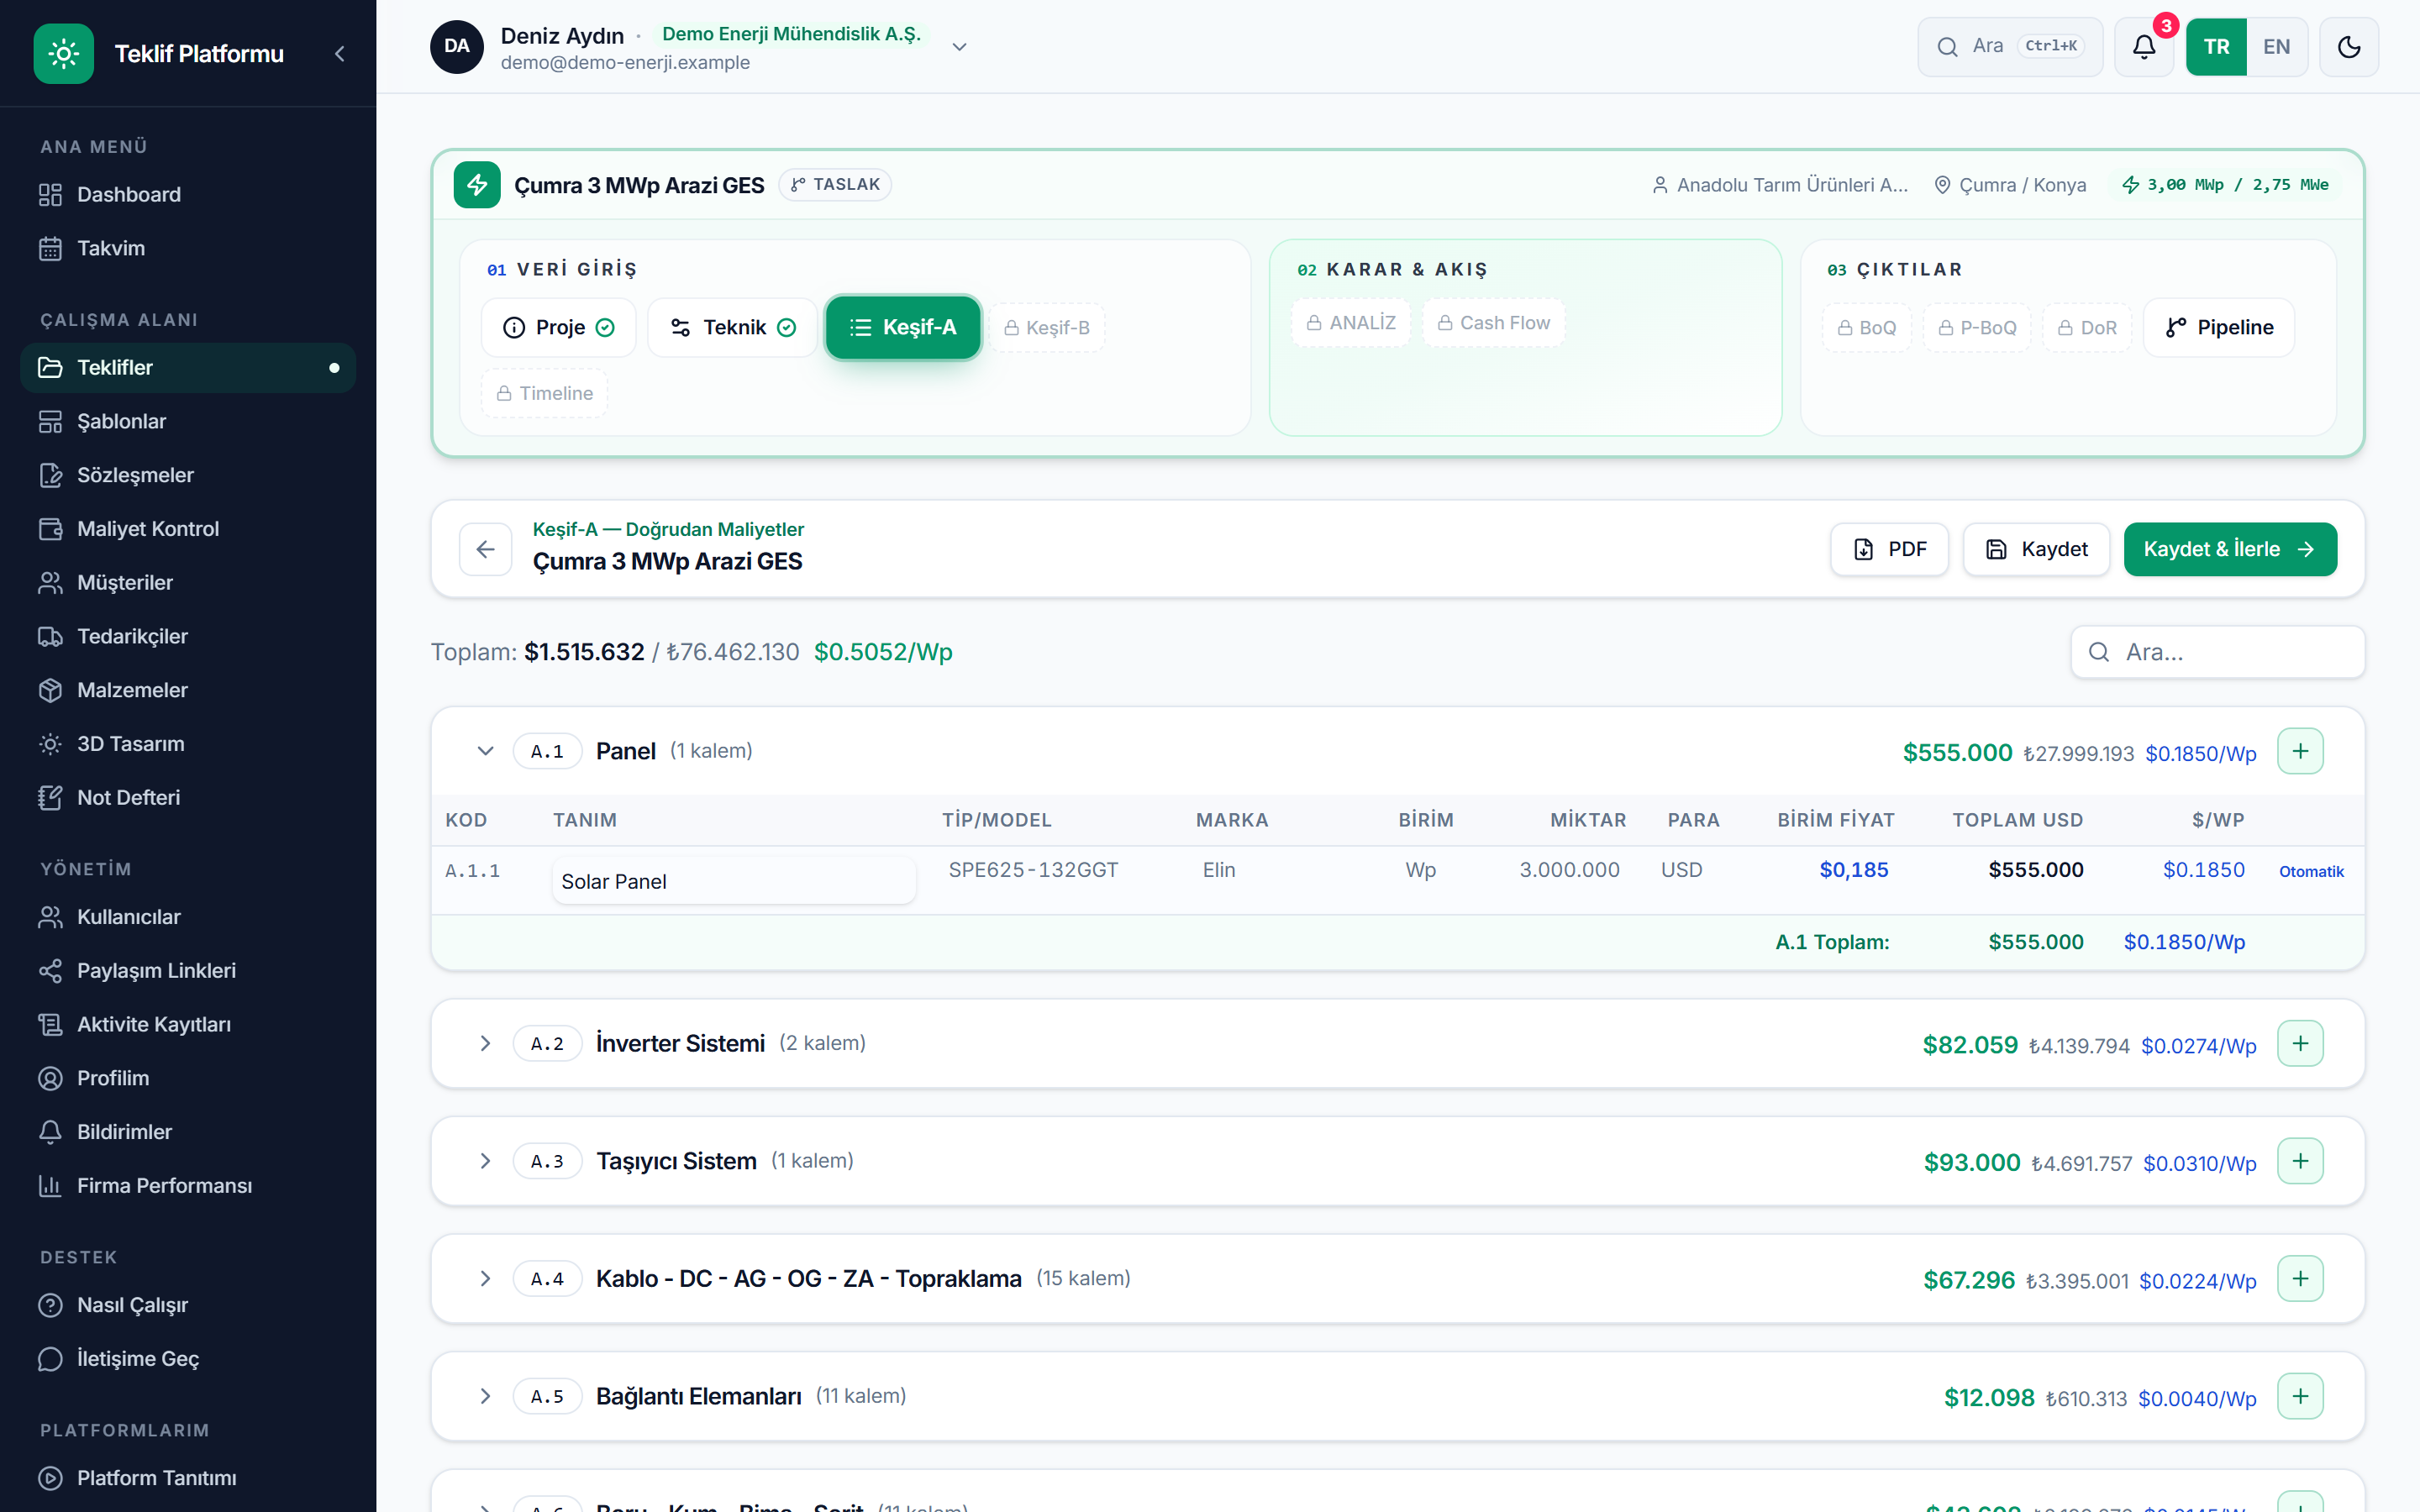 Teklif Platformu
ANA MENÜ
Dashboard
Takvim
ÇALIŞMA ALANI
Teklifler
Şablonlar
Sözleşmeler
Maliyet Kontrol
Müşteriler
Tedarikçiler
Malzemeler
3D Tasarım
Not Defteri
YÖNETİM
Kullanıcılar
Paylaşım Linkleri
Aktivite Kayıtları
Profilim
Bildirimler
Firma Performansı
DESTEK
Nasıl Çalışır
İletişime Geç
PLATFORMLARIM
Platform Tanıtımı
DA Deniz Aydın · Demo Enerji Mühendislik A.Ş.
demo@demo-enerji.example
Ara Ctrl+K 3 TR EN
Çumra 3 MWp Arazi GES TASLAK Anadolu Tarım Ürünleri A... Çumra / Konya 3,00 MWp / 2,75 MWe
01 VERİ GİRİŞ
Proje Teknik Keşif-A Keşif-B
Timeline
02 KARAR & AKIŞ
ANALİZ Cash Flow
03 ÇIKTILAR
BoQ P-BoQ DoR Pipeline
Keşif-A — Doğrudan Maliyetler
Çumra 3 MWp Arazi GES
PDF Kaydet Kaydet & İlerle
Toplam: $1.515.632 / ₺76.462.130 $0.5052/Wp
Ara...
A.1 Panel (1 kalem) $555.000 ₺27.999.193 $0.1850/Wp
KOD TANIM TİP/MODEL MARKA BİRİM MİKTAR PARA BİRİM FİYAT TOPLAM USD $/WP
A.1.1 Solar Panel SPE625-132GGT Elin Wp 3.000.000 USD $0,185 $555.000 $0.1850 Otomatik
A.1 Toplam: $555.000 $0.1850/Wp
A.2 İnverter Sistemi (2 kalem) $82.059 ₺4.139.794 $0.0274/Wp
A.3 Taşıyıcı Sistem (1 kalem) $93.000 ₺4.691.757 $0.0310/Wp
A.4 Kablo - DC - AG - OG - ZA - Topraklama (15 kalem) $67.296 ₺3.395.001 $0.0224/Wp
A.5 Bağlantı Elemanları (11 kalem) $12.098 ₺610.313 $0.0040/Wp